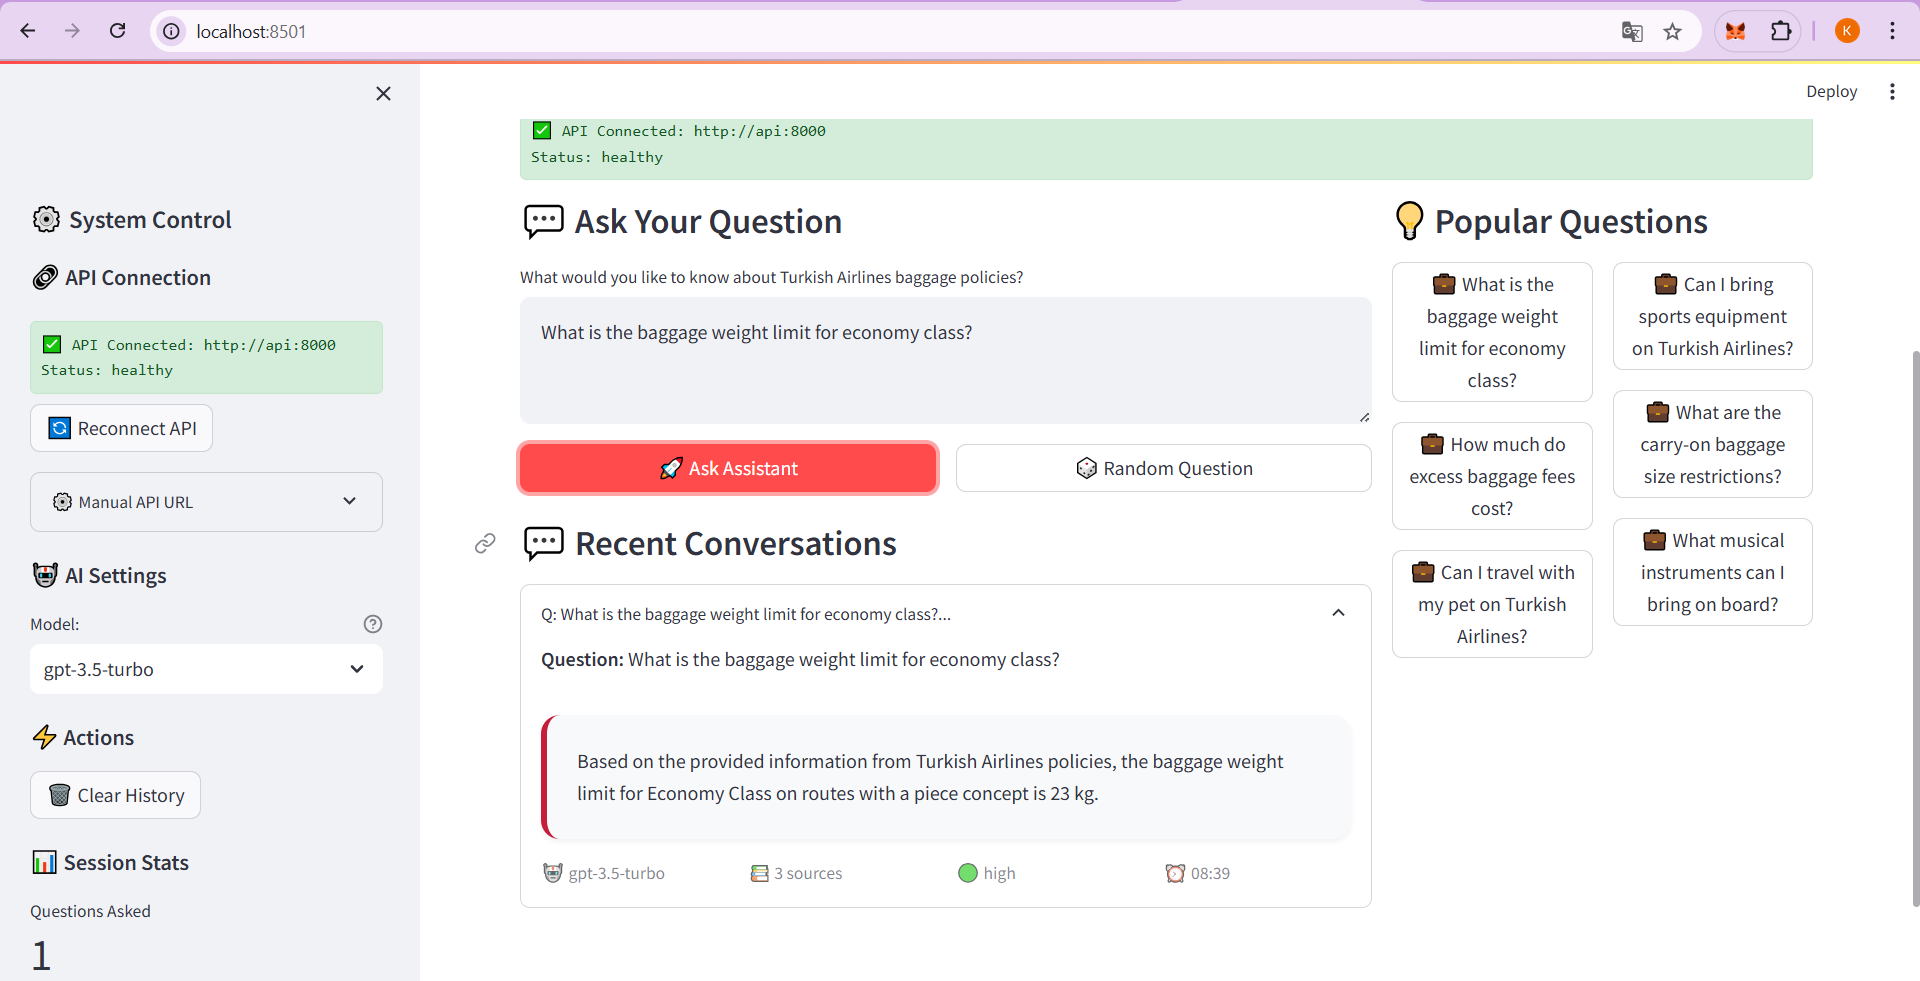 localhost:8501
K
Deploy
System Control
API Connection
API Connected: http://api:8000
Status: healthy
Reconnect API
Manual API URL
AI Settings
Model:
gpt-3.5-turbo
Actions
Clear History
Session Stats
Questions Asked
1
API Connected: http://api:8000
Status: healthy
Ask Your Question
What would you like to know about Turkish Airlines baggage policies?
What is the baggage weight limit for economy class?
Ask Assistant
Random Question
Recent Conversations
Q: What is the baggage weight limit for economy class?...
Question: What is the baggage weight limit for economy class?
Based on the provided information from Turkish Airlines policies, the baggage weight
limit for Economy Class on routes with a piece concept is 23 kg.
gpt-3.5-turbo
3 sources
high
08:39
Popular Questions
What is the
baggage weight
limit for economy
class?
How much do
excess baggage fees
cost?
Can I travel with
my pet on Turkish
Airlines?
Can I bring
sports equipment
on Turkish Airlines?
What are the
carry-on baggage
size restrictions?
What musical
instruments can I
bring on board?